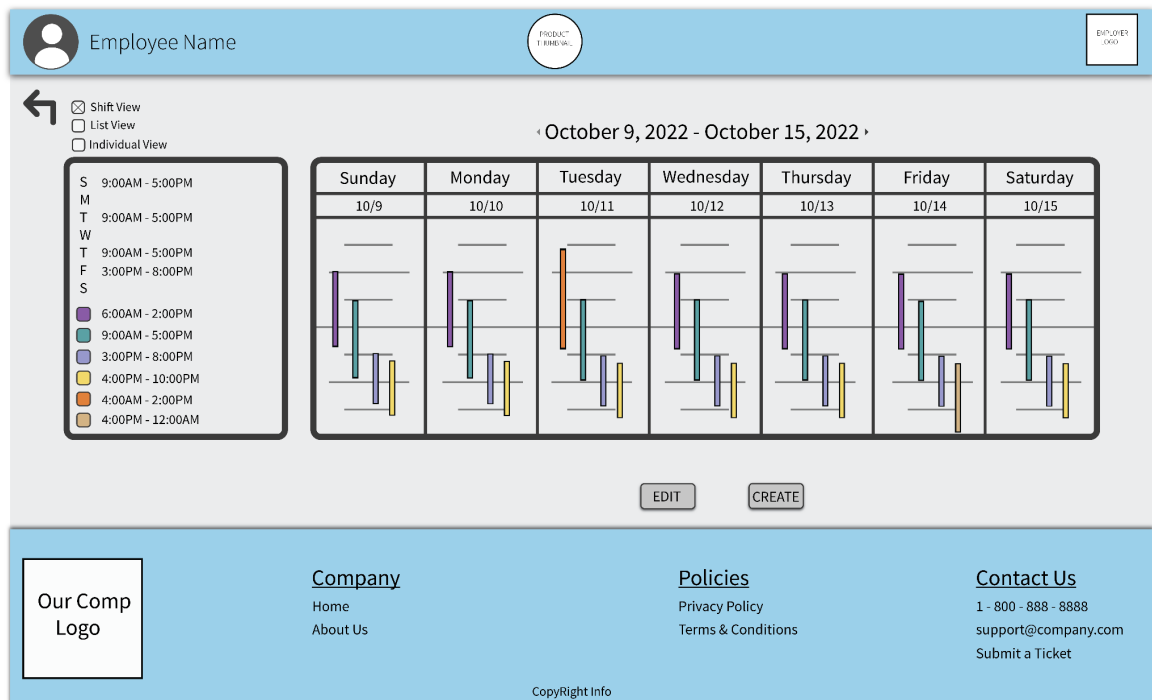 Employee Name
PRODUCT
THUMBNAIL
EMPLOYER
LOGO
Shift View
List View
Individual View
October 9, 2022 - October 15, 2022
S 9:00AM - 5:00PM
M
T 9:00AM - 5:00PM
W
T 9:00AM - 5:00PM
F 3:00PM - 8:00PM
S
6:00AM - 2:00PM
9:00AM - 5:00PM
3:00PM - 8:00PM
4:00PM - 10:00PM
4:00AM - 2:00PM
4:00PM - 12:00AM
Sunday Monday Tuesday Wednesday Thursday Friday Saturday
10/9 10/10 10/11 10/12 10/13 10/14 10/15
EDIT CREATE
Our Comp
Logo
Company
Home
About Us
Policies
Privacy Policy
Terms & Conditions
Contact Us
1 - 800 - 888 - 8888
support@company.com
Submit a Ticket
CopyRight Info